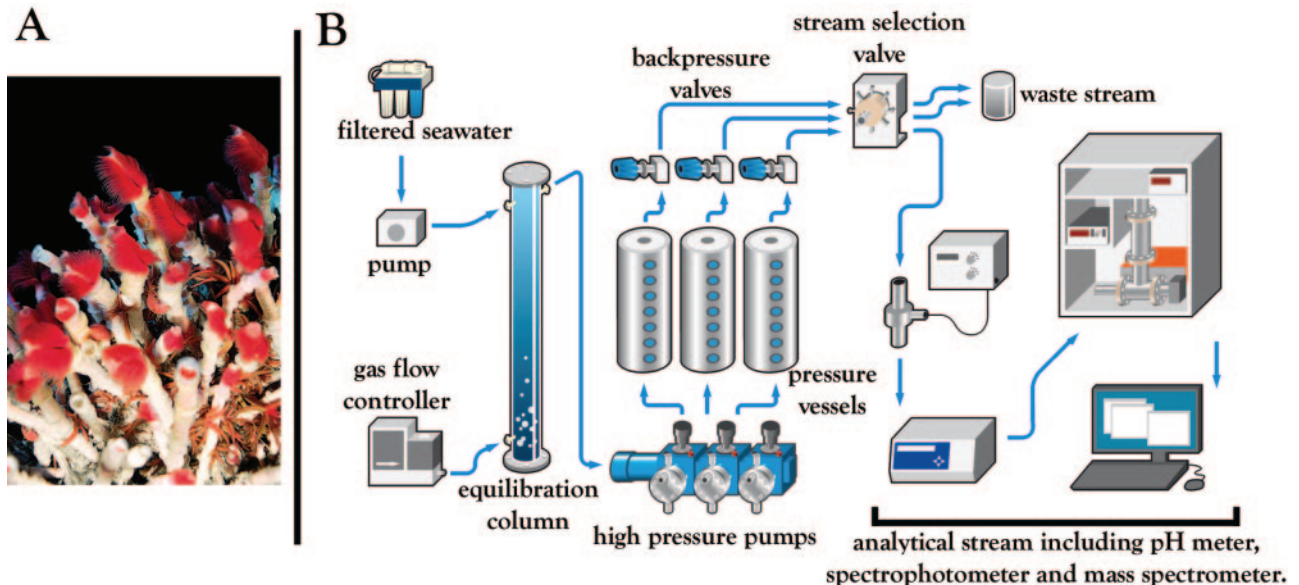 A
B
filtered seawater
pump
gas flow
controller
equilibration
column
high pressure pumps
pressure
vessels
backpressure
valves
stream selection
valve
waste stream
analytical stream including pH meter,
spectrophotometer and mass spectrometer.